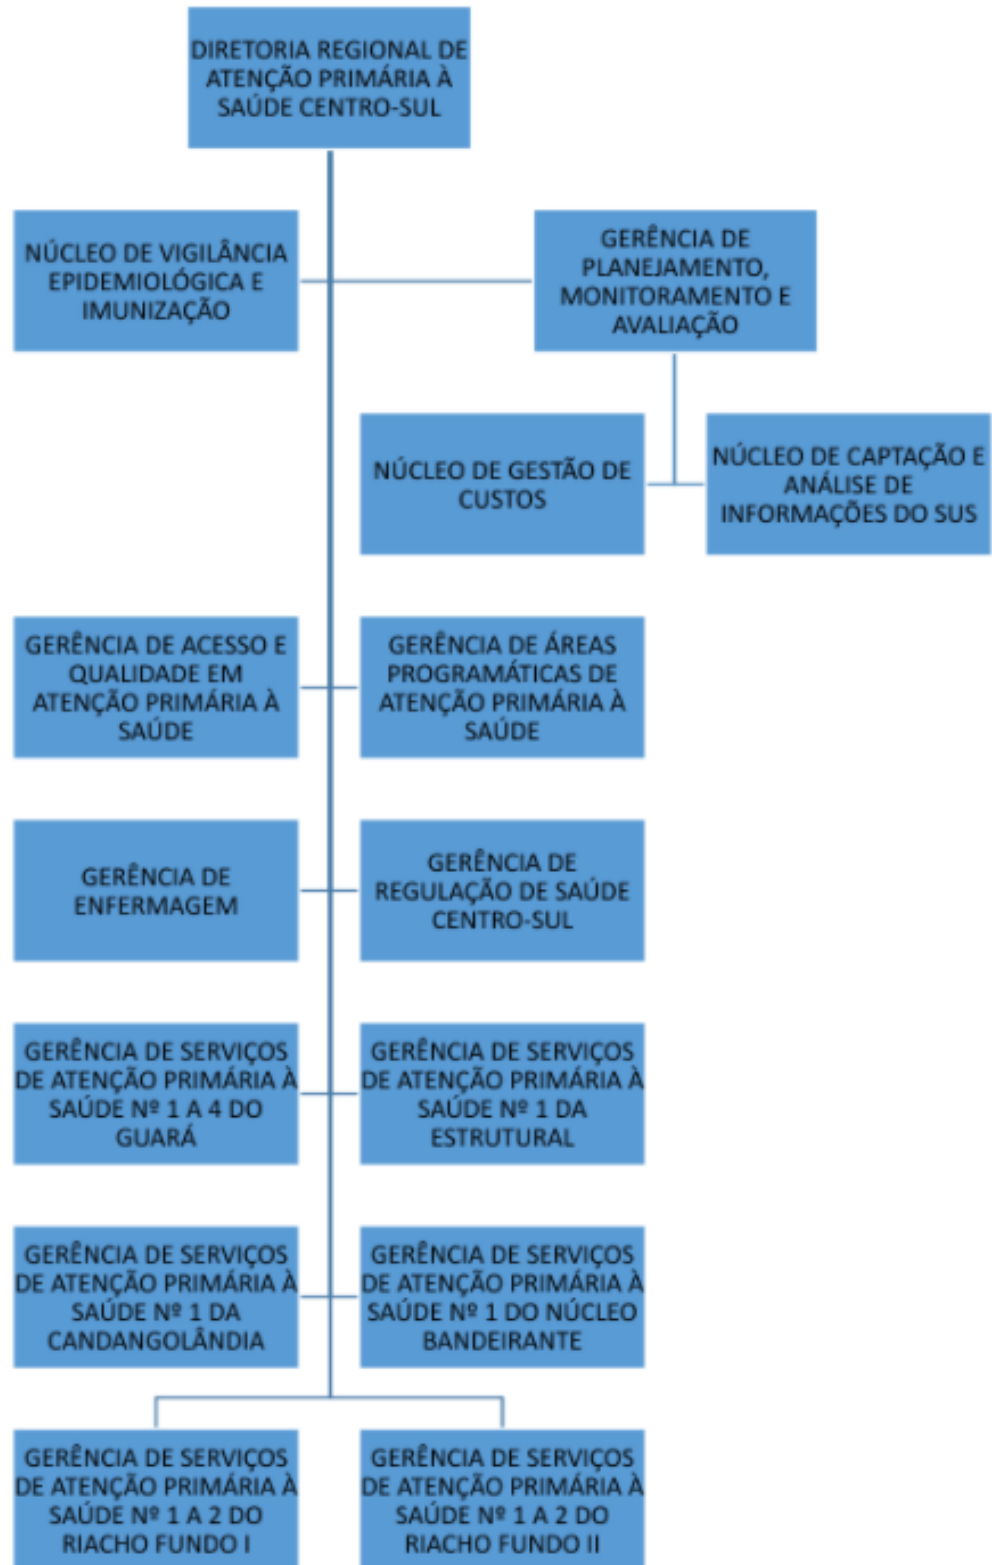 DIRETORIA REGIONAL DE
ATENÇÃO PRIMÁRIA À
SAÚDE CENTRO-SUL
NÚCLEO DE VIGILÂNCIA
EPIDEMIOLÓGICA E
IMUNIZAÇÃO
GERÊNCIA DE
PLANEJAMENTO,
MONITORAMENTO E
AVALIAÇÃO
NÚCLEO DE GESTÃO DE
CUSTOS
NÚCLEO DE CAPTAÇÃO E
ANÁLISE DE
INFORMAÇÕES DO SUS
GERÊNCIA DE ACESSO E
QUALIDADE EM
ATENÇÃO PRIMÁRIA À
SAÚDE
GERÊNCIA DE ÁREAS
PROGRAMÁTICAS DE
ATENÇÃO PRIMÁRIA À
SAÚDE
GERÊNCIA DE
ENFERMAGEM
GERÊNCIA DE
REGULAÇÃO DE SAÚDE
CENTRO-SUL
GERÊNCIA DE SERVIÇOS
DE ATENÇÃO PRIMÁRIA À
SAÚDE Nº 1 A 4 DO
GUARÁ
GERÊNCIA DE SERVIÇOS
DE ATENÇÃO PRIMÁRIA À
SAÚDE Nº 1 DA
ESTRUTURAL
GERÊNCIA DE SERVIÇOS
DE ATENÇÃO PRIMÁRIA À
SAÚDE Nº 1 DA
CANDANGOLÂNDIA
GERÊNCIA DE SERVIÇOS
DE ATENÇÃO PRIMÁRIA À
SAÚDE Nº 1 DO NÚCLEO
BANDEIRANTE
GERÊNCIA DE SERVIÇOS
DE ATENÇÃO PRIMÁRIA À
SAÚDE Nº 1 A 2 DO
RIACHO FUNDO I
GERÊNCIA DE SERVIÇOS
DE ATENÇÃO PRIMÁRIA À
SAÚDE Nº 1 A 2 DO
RIACHO FUNDO II